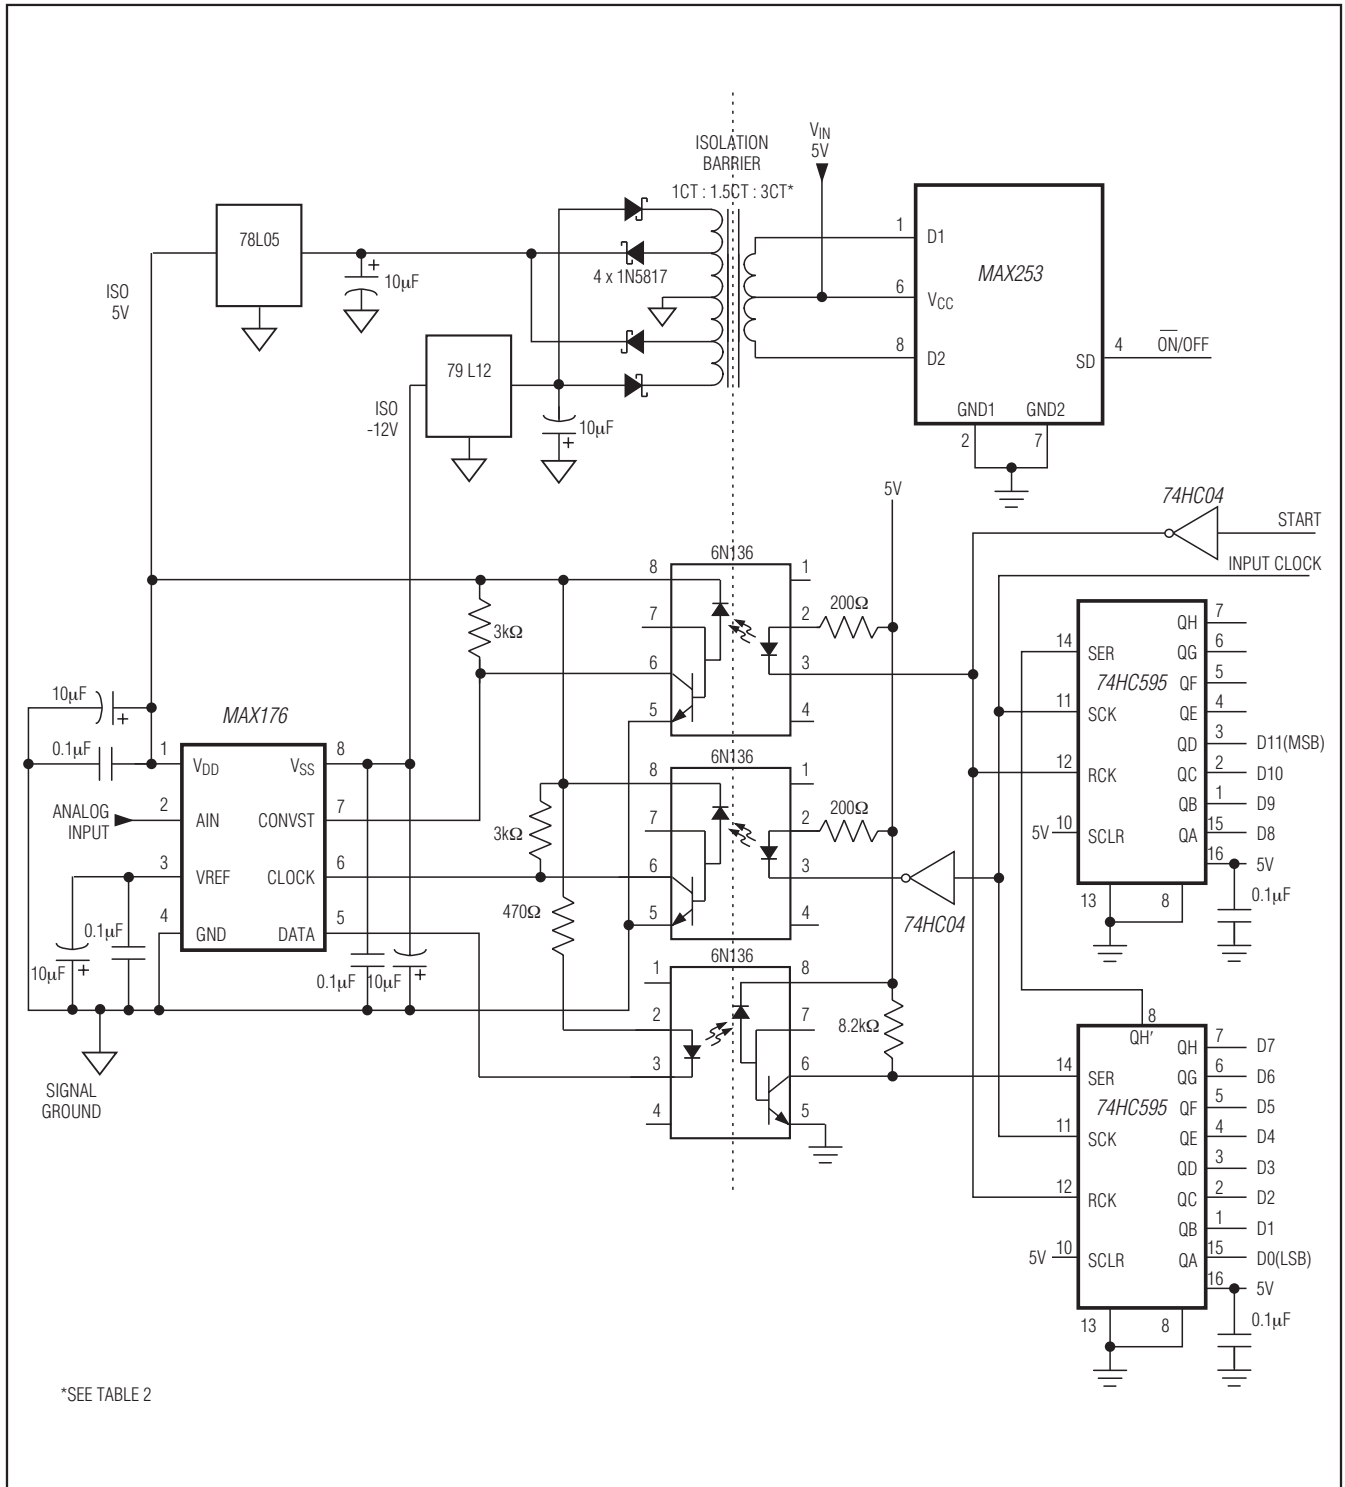 ISOLATION
BARRIER
1CT : 1.5CT : 3CT*
VIN
5V
78L05
10µF
4 x 1N5817
ISO
5V
79 L12
ISO
-12V
10µF
1
D1
6
VCC
8
D2
MAX253
SD
4
ON/OFF
GND1
GND2
2
7
5V
74HC04
START
INPUT CLOCK
6N136
8
7
6
5
1
2
3
4
200Ω
3kΩ
6N136
8
7
6
5
1
2
3
4
200Ω
3kΩ
74HC04
470Ω
6N136
1
2
3
4
8
7
6
5
8.2kΩ
10µF
0.1µF
MAX176
1
VDD
VSS
8
ANALOG
INPUT
2
AIN
CONVST
7
3
VREF
CLOCK
6
4
GND
DATA
5
0.1µF
10µF
0.1µF
10µF
SIGNAL
GROUND
74HC595
14
SER
11
SCK
12
RCK
5V
10
SCLR
QH
7
QG
6
QF
5
QE
4
QD
3
D11(MSB)
QC
2
D10
QB
1
D9
QA
15
D8
16
5V
0.1µF
13
8
8
QH'
74HC595
14
SER
11
SCK
12
RCK
5V
10
SCLR
QH
7
D7
QG
6
D6
QF
5
D5
QE
4
D4
QD
3
D3
QC
2
D2
QB
1
D1
QA
15
D0(LSB)
16
5V
0.1µF
13
8
*SEE TABLE 2